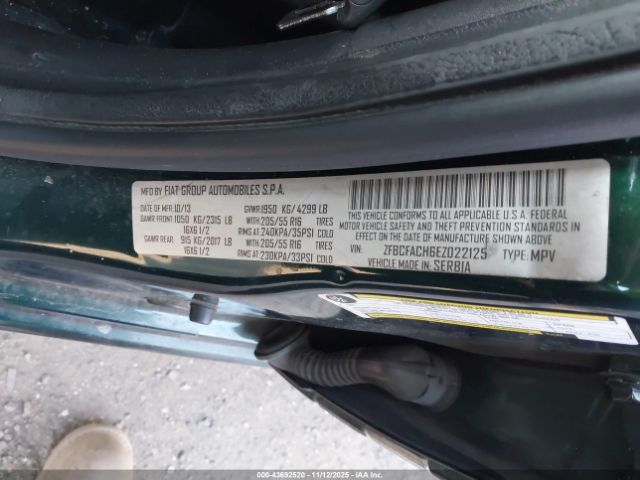 MFD BY FIAT GROUP AUTOMOBILES S.P.A.
DATE OF MFR 10/13 GVWR 1950 KG/4299 LB
GAWR FRONT 1050 KG/2315 LB 205/55 R16 TIRES
16X6 1/2 RIMS AT 240KPA/35PSI COLD
GAWR REAR 915 KG/2017 LB 205/55 R16 TIRES
16X6 1/2 RIMS AT 230KPA/33PSI COLD
THIS VEHICLE CONFORMS TO ALL APPLICABLE U.S.A. FEDERAL
MOTOR VEHICLE SAFETY AND THEFT PREVENTION STANDARDS
IN EFFECT ON THE DATE OF MANUFACTURE SHOWN ABOVE.
VIN: ZFBCFACH6EZ022125 TYPE: MPV
VEHICLE MADE IN: SERBIA
000-43692520 - 11/12/2025 - COPYRIGHT IAA, LLC